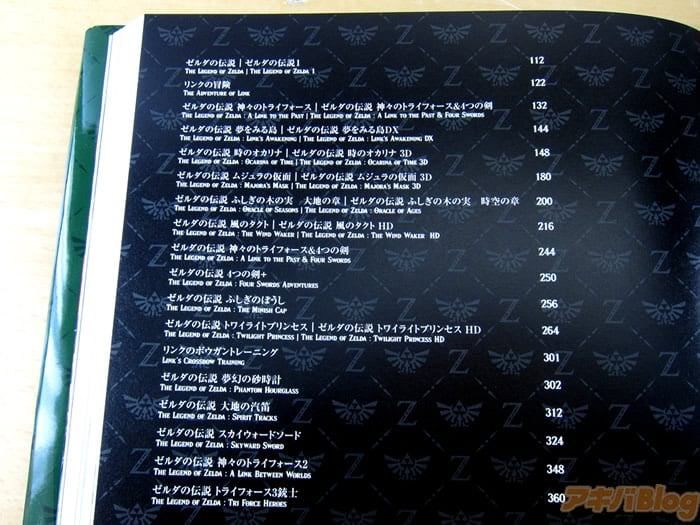 ゼルダの伝説 | ゼルダの伝説1 112
THE LEGEND OF ZELDA | THE LEGEND OF ZELDA 1
リンクの冒険 122
THE ADVENTURE OF LINK
ゼルダの伝説 神々のトライフォース | ゼルダの伝説 神々のトライフォース&4つの剣 132
THE LEGEND OF ZELDA : A LINK TO THE PAST | THE LEGEND OF ZELDA : A LINK TO THE PAST & FOUR SWORDS
ゼルダの伝説 夢をみる島 | ゼルダの伝説 夢をみる島DX 144
THE LEGEND OF ZELDA : LINK'S AWAKENING | THE LEGEND OF ZELDA : LINK'S AWAKENING DX
ゼルダの伝説 時のオカリナ | ゼルダの伝説 時のオカリナ 3D 148
THE LEGEND OF ZELDA : OCARINA OF TIME | THE LEGEND OF ZELDA : OCARINA OF TIME 3D
ゼルダの伝説 ムジュラの仮面 | ゼルダの伝説 ムジュラの仮面 3D 180
THE LEGEND OF ZELDA : MAJORA'S MASK | THE LEGEND OF ZELDA : MAJORA'S MASK 3D
ゼルダの伝説 ふしぎの木の実 大地の章 | ゼルダの伝説 ふしぎの木の実 時空の章 200
THE LEGEND OF ZELDA : ORACLE OF SEASONS | THE LEGEND OF ZELDA : ORACLE OF AGES
ゼルダの伝説 風のタクト | ゼルダの伝説 風のタクト HD 216
THE LEGEND OF ZELDA : THE WIND WAKER | THE LEGEND OF ZELDA : THE WIND WAKER HD
ゼルダの伝説 神々のトライフォース&4つの剣 244
THE LEGEND OF ZELDA : A LINK TO THE PAST & FOUR SWORDS
ゼルダの伝説 4つの剣+ 250
THE LEGEND OF ZELDA : FOUR SWORDS ADVENTURES
ゼルダの伝説 ふしぎのぼうし 256
THE LEGEND OF ZELDA : THE MINISH CAP
ゼルダの伝説 トワイライトプリンセス | ゼルダの伝説 トワイライトプリンセス HD 264
THE LEGEND OF ZELDA : TWILIGHT PRINCESS | THE LEGEND OF ZELDA : TWILIGHT PRINCESS HD
リンクのボウガントレーニング 301
LINK'S CROSSBOW TRAINING
ゼルダの伝説 夢幻の砂時計 302
THE LEGEND OF ZELDA : PHANTOM HOURGLASS
ゼルダの伝説 大地の汽笛 312
THE LEGEND OF ZELDA : SPIRIT TRACKS
ゼルダの伝説 スカイウォードソード 324
THE LEGEND OF ZELDA : SKYWARD SWORD
ゼルダの伝説 神々のトライフォース2 348
THE LEGEND OF ZELDA : A LINK BETWEEN WORLDS
ゼルダの伝説 トライフォース3銃士 360
THE LEGEND OF ZELDA : TRI FORCE HEROES
アキバBlog